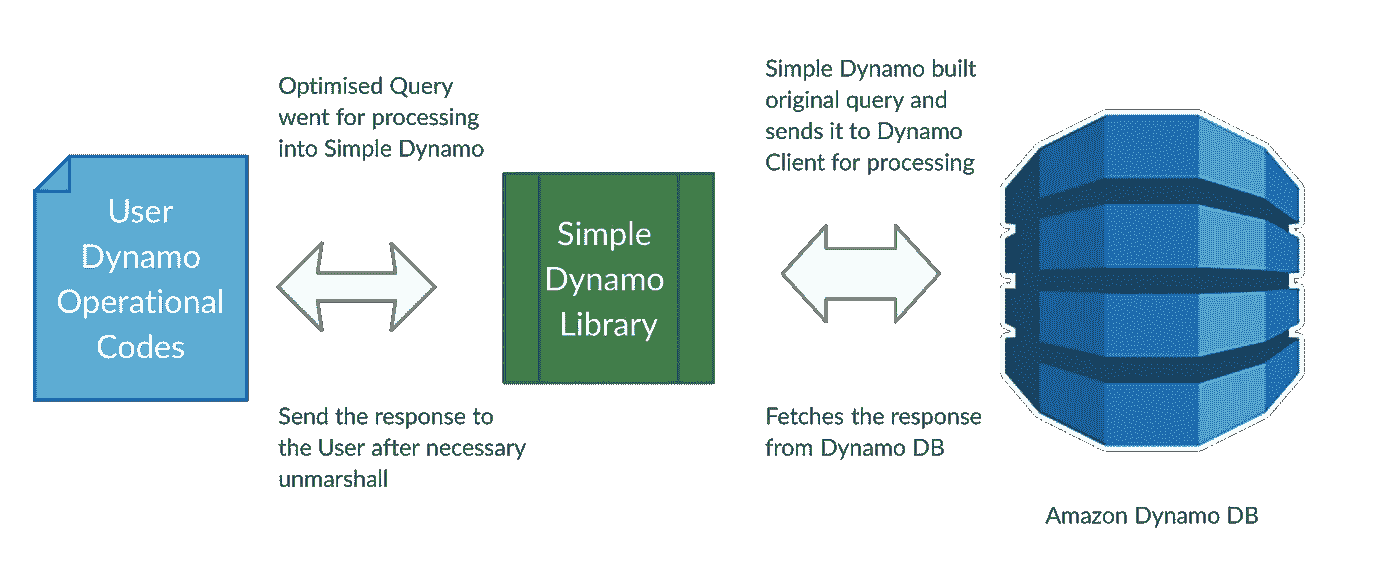 Optimised Query
went for processing
into Simple Dynamo
Simple Dynamo built
original query and
sends it to Dynamo
Client for processing
User
Dynamo
Operational
Codes
Simple
Dynamo
Library
Send the response to
the User after necessary
unmarshall
Fetches the response
from Dynamo DB
Amazon Dynamo DB